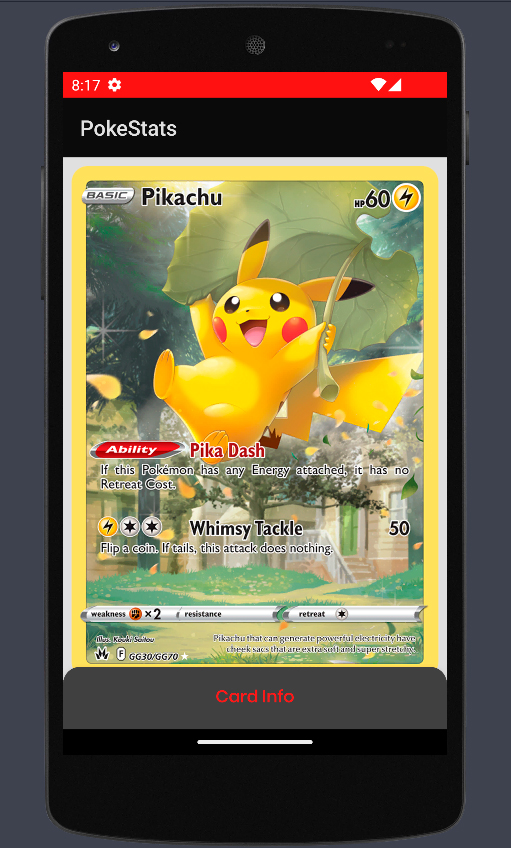 8:17
PokeStats
BASIC Pikachu HP60
Ability Pika Dash
If this Pokémon has any Energy attached, it has no
Retreat Cost.
Whimsy Tackle 50
Flip a coin. If tails, this attack does nothing.
weakness ×2 resistance retreat
Illus. Kouki Saitou
Pikachu that can generate powerful electricity have
cheek sacs that are extra soft and super stretchy.
F GG30/GG70
Card Info